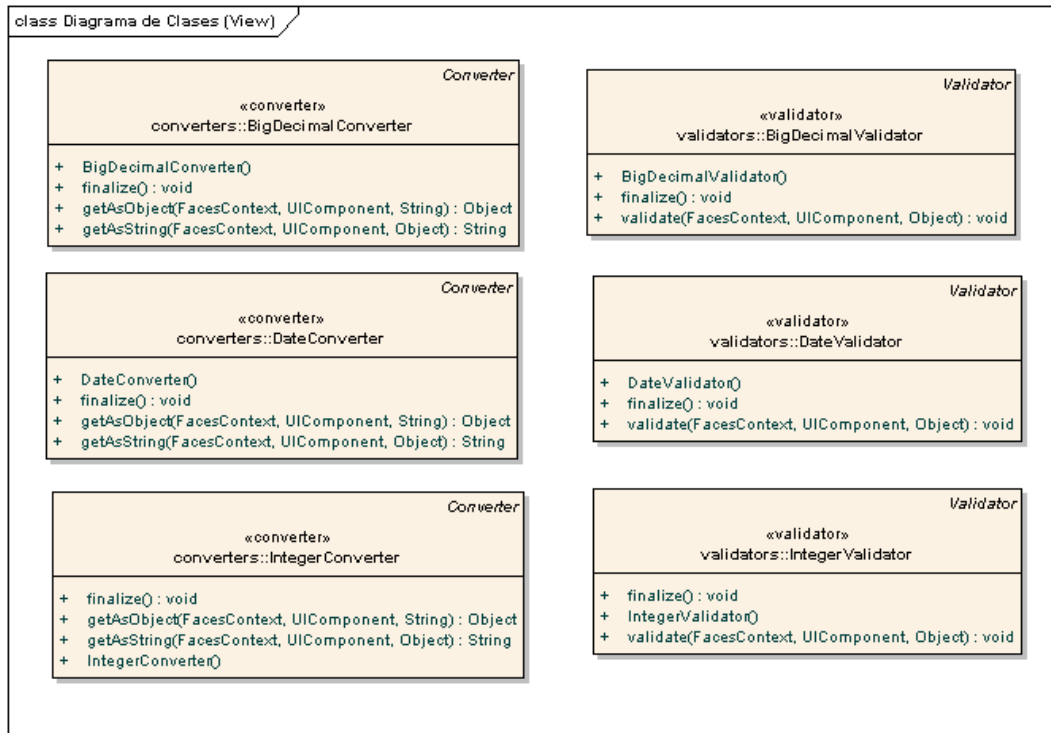 class Diagrama de Clases (View)
Converter
«converter»
converters::BigDecimalConverter
+ BigDecimalConverter()
+ finalize() : void
+ getAsObject(FacesContext, UIComponent, String) : Object
+ getAsString(FacesContext, UIComponent, Object) : String
Validator
«validator»
validators::BigDecimalValidator
+ BigDecimalValidator()
+ finalize() : void
+ validate(FacesContext, UIComponent, Object) : void
Converter
«converter»
converters::DateConverter
+ DateConverter()
+ finalize() : void
+ getAsObject(FacesContext, UIComponent, String) : Object
+ getAsString(FacesContext, UIComponent, Object) : String
Validator
«validator»
validators::DateValidator
+ DateValidator()
+ finalize() : void
+ validate(FacesContext, UIComponent, Object) : void
Converter
«converter»
converters::IntegerConverter
+ finalize() : void
+ getAsObject(FacesContext, UIComponent, String) : Object
+ getAsString(FacesContext, UIComponent, Object) : String
+ IntegerConverter()
Validator
«validator»
validators::IntegerValidator
+ finalize() : void
+ IntegerValidator()
+ validate(FacesContext, UIComponent, Object) : void